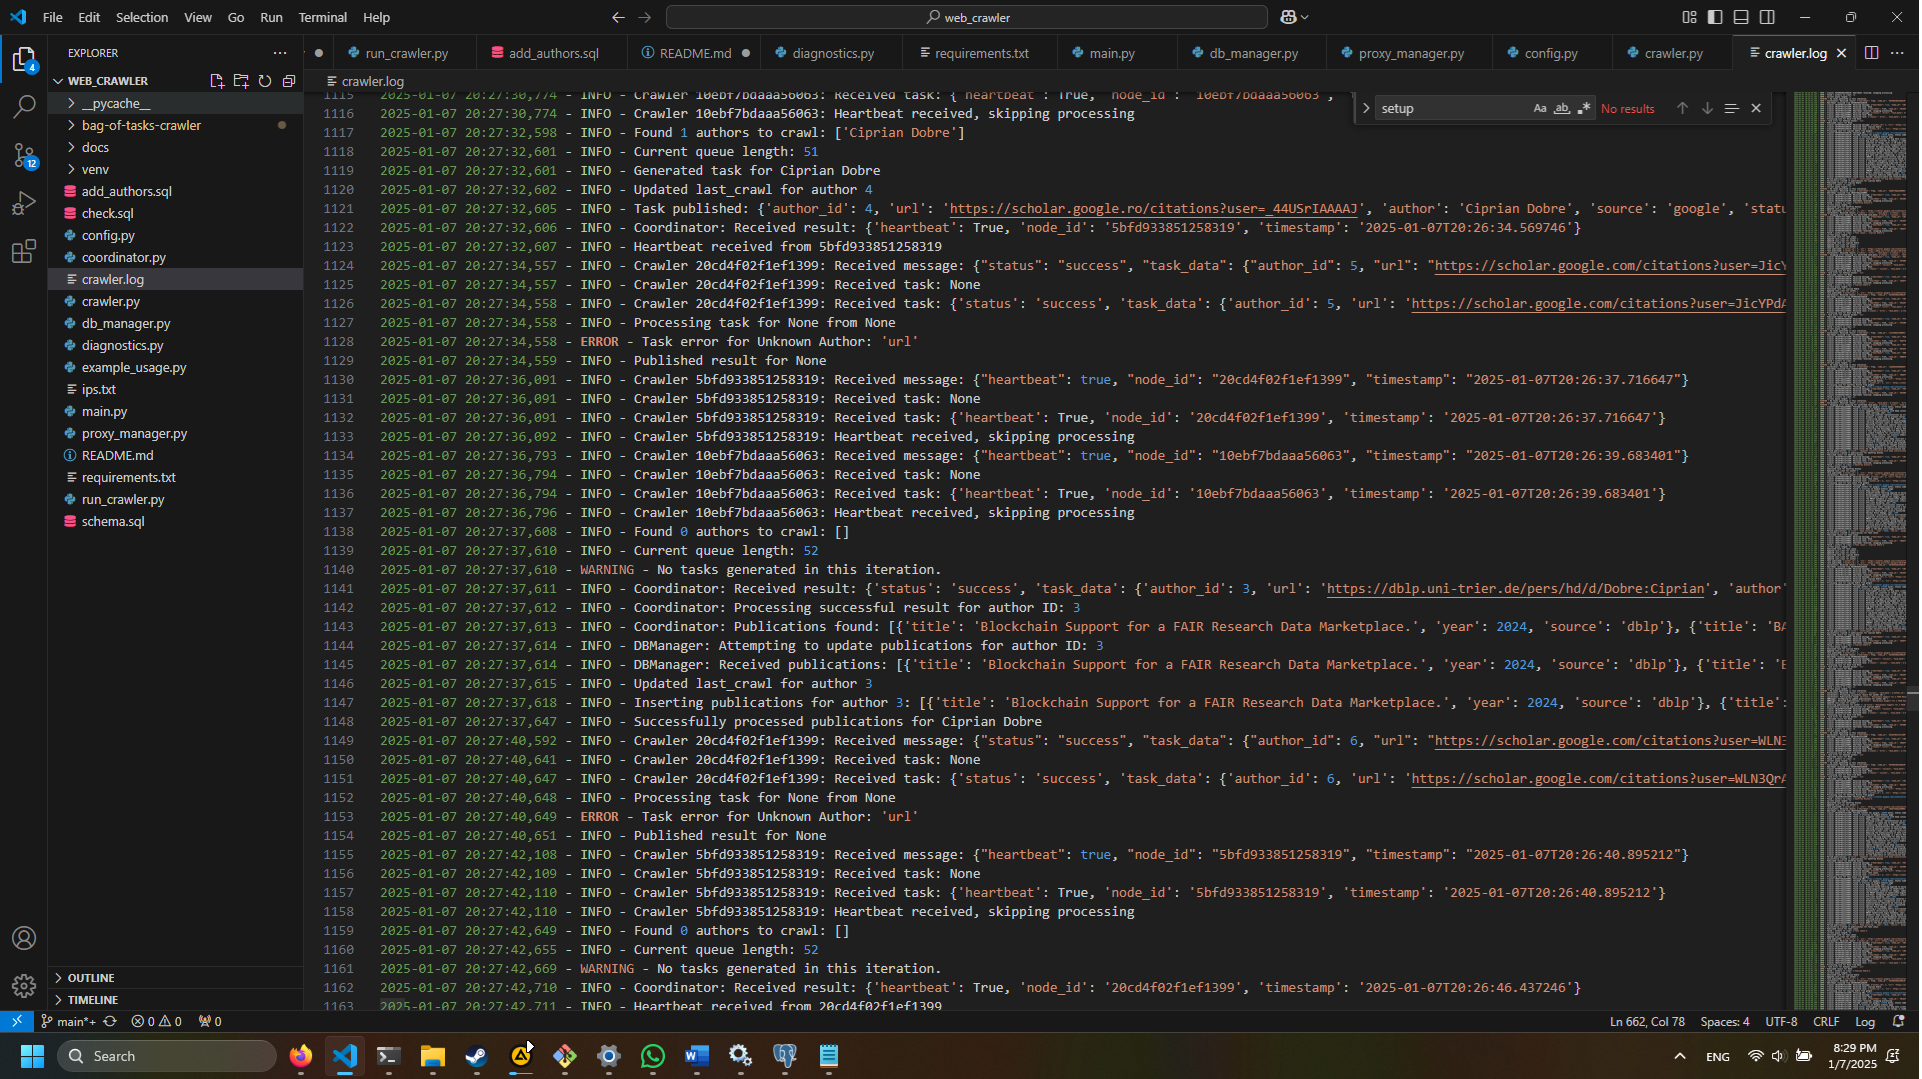 File Edit Selection View Go Run Terminal Help
web_crawler
EXPLORER
run_crawler.py add_authors.sql README.md diagnostics.py requirements.txt main.py db_manager.py proxy_manager.py config.py crawler.py crawler.log
WEB_CRAWLER
crawler.log
__pycache__
bag-of-tasks-crawler
docs
venv
add_authors.sql
check.sql
config.py
coordinator.py
crawler.log
crawler.py
db_manager.py
diagnostics.py
example_usage.py
ips.txt
main.py
proxy_manager.py
README.md
requirements.txt
run_crawler.py
schema.sql
OUTLINE
TIMELINE
4
12
setup Aa ab No results
1115 2025-01-07 20:27:30,774 - INFO - Crawler 10ebf7bdaaa56063: Received task: {'heartbeat': True, 'node_id': '10ebf7bdaaa56063',
1116 2025-01-07 20:27:30,774 - INFO - Crawler 10ebf7bdaaa56063: Heartbeat received, skipping processing
1117 2025-01-07 20:27:32,598 - INFO - Found 1 authors to crawl: ['Ciprian Dobre']
1118 2025-01-07 20:27:32,601 - INFO - Current queue length: 51
1119 2025-01-07 20:27:32,601 - INFO - Generated task for Ciprian Dobre
1120 2025-01-07 20:27:32,602 - INFO - Updated last_crawl for author 4
1121 2025-01-07 20:27:32,605 - INFO - Task published: {'author_id': 4, 'url': 'https://scholar.google.ro/citations?user=_44USrIAAAAJ', 'author': 'Ciprian Dobre', 'source': 'google', 'statu
1122 2025-01-07 20:27:32,606 - INFO - Coordinator: Received result: {'heartbeat': True, 'node_id': '5bfd933851258319', 'timestamp': '2025-01-07T20:26:34.569746'}
1123 2025-01-07 20:27:32,607 - INFO - Heartbeat received from 5bfd933851258319
1124 2025-01-07 20:27:34,557 - INFO - Crawler 20cd4f02f1ef1399: Received message: {"status": "success", "task_data": {"author_id": 5, "url": "https://scholar.google.com/citations?user=JicY
1125 2025-01-07 20:27:34,558 - INFO - Crawler 20cd4f02f1ef1399: Received task: None
1126 2025-01-07 20:27:34,558 - INFO - Crawler 20cd4f02f1ef1399: Received task: {'status': 'success', 'task_data': {'author_id': 5, 'url': 'https://scholar.google.com/citations?user=JicYPdA
1127 2025-01-07 20:27:34,558 - INFO - Processing task for None from None
1128 2025-01-07 20:27:34,558 - ERROR - Task error for Unknown Author: 'url'
1129 2025-01-07 20:27:34,559 - INFO - Published result for None
1130 2025-01-07 20:27:36,091 - INFO - Crawler 5bfd933851258319: Received message: {"heartbeat": true, "node_id": "20cd4f02f1ef1399", "timestamp": "2025-01-07T20:26:37.716647"}
1131 2025-01-07 20:27:36,091 - INFO - Crawler 5bfd933851258319: Received task: None
1132 2025-01-07 20:27:36,091 - INFO - Crawler 5bfd933851258319: Received task: {'heartbeat': True, 'node_id': '20cd4f02f1ef1399', 'timestamp': '2025-01-07T20:26:37.716647'}
1133 2025-01-07 20:27:36,092 - INFO - Crawler 5bfd933851258319: Heartbeat received, skipping processing
1134 2025-01-07 20:27:36,793 - INFO - Crawler 10ebf7bdaaa56063: Received message: {"heartbeat": true, "node_id": "10ebf7bdaaa56063", "timestamp": "2025-01-07T20:26:39.683401"}
1135 2025-01-07 20:27:36,794 - INFO - Crawler 10ebf7bdaaa56063: Received task: None
1136 2025-01-07 20:27:36,794 - INFO - Crawler 10ebf7bdaaa56063: Received task: {'heartbeat': True, 'node_id': '10ebf7bdaaa56063', 'timestamp': '2025-01-07T20:26:39.683401'}
1137 2025-01-07 20:27:36,796 - INFO - Crawler 10ebf7bdaaa56063: Heartbeat received, skipping processing
1138 2025-01-07 20:27:37,608 - INFO - Found 0 authors to crawl: []
1139 2025-01-07 20:27:37,610 - INFO - Current queue length: 52
1140 2025-01-07 20:27:37,610 - WARNING - No tasks generated in this iteration.
1141 2025-01-07 20:27:37,611 - INFO - Coordinator: Received result: {'status': 'success', 'task_data': {'author_id': 3, 'url': 'https://dblp.uni-trier.de/pers/hd/d/Dobre:Ciprian', 'author'
1142 2025-01-07 20:27:37,612 - INFO - Coordinator: Processing successful result for author ID: 3
1143 2025-01-07 20:27:37,613 - INFO - Coordinator: Publications found: [{'title': 'Blockchain Support for a FAIR Research Data Marketplace.', 'year': 2024, 'source': 'dblp'}, {'title': 'BA
1144 2025-01-07 20:27:37,614 - INFO - DBManager: Attempting to update publications for author ID: 3
1145 2025-01-07 20:27:37,614 - INFO - DBManager: Received publications: [{'title': 'Blockchain Support for a FAIR Research Data Marketplace.', 'year': 2024, 'source': 'dblp'}, {'title': 'B
1146 2025-01-07 20:27:37,615 - INFO - Updated last_crawl for author 3
1147 2025-01-07 20:27:37,618 - INFO - Inserting publications for author 3: [{'title': 'Blockchain Support for a FAIR Research Data Marketplace.', 'year': 2024, 'source': 'dblp'}, {'title':
1148 2025-01-07 20:27:37,647 - INFO - Successfully processed publications for Ciprian Dobre
1149 2025-01-07 20:27:40,592 - INFO - Crawler 20cd4f02f1ef1399: Received message: {"status": "success", "task_data": {"author_id": 6, "url": "https://scholar.google.com/citations?user=WLN3
1150 2025-01-07 20:27:40,641 - INFO - Crawler 20cd4f02f1ef1399: Received task: None
1151 2025-01-07 20:27:40,647 - INFO - Crawler 20cd4f02f1ef1399: Received task: {'status': 'success', 'task_data': {'author_id': 6, 'url': 'https://scholar.google.com/citations?user=WLN3QrA
1152 2025-01-07 20:27:40,648 - INFO - Processing task for None from None
1153 2025-01-07 20:27:40,649 - ERROR - Task error for Unknown Author: 'url'
1154 2025-01-07 20:27:40,651 - INFO - Published result for None
1155 2025-01-07 20:27:42,108 - INFO - Crawler 5bfd933851258319: Received message: {"heartbeat": true, "node_id": "5bfd933851258319", "timestamp": "2025-01-07T20:26:40.895212"}
1156 2025-01-07 20:27:42,109 - INFO - Crawler 5bfd933851258319: Received task: None
1157 2025-01-07 20:27:42,110 - INFO - Crawler 5bfd933851258319: Received task: {'heartbeat': True, 'node_id': '5bfd933851258319', 'timestamp': '2025-01-07T20:26:40.895212'}
1158 2025-01-07 20:27:42,110 - INFO - Crawler 5bfd933851258319: Heartbeat received, skipping processing
1159 2025-01-07 20:27:42,649 - INFO - Found 0 authors to crawl: []
1160 2025-01-07 20:27:42,655 - INFO - Current queue length: 52
1161 2025-01-07 20:27:42,669 - WARNING - No tasks generated in this iteration.
1162 2025-01-07 20:27:42,710 - INFO - Coordinator: Received result: {'heartbeat': True, 'node_id': '20cd4f02f1ef1399', 'timestamp': '2025-01-07T20:26:46.437246'}
1163 2025-01-07 20:27:42,711 - INFO - Heartbeat received from 20cd4f02f1ef1399
main*+ 0 0 0 Ln 662, Col 78 Spaces: 4 UTF-8 CRLF Log
Search ENG 8:29 PM
1/7/2025